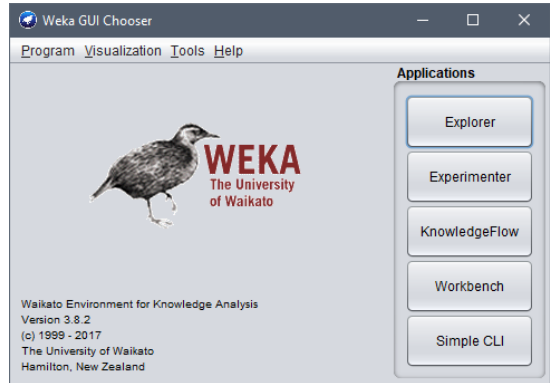 Weka GUI Chooser
Program Visualization Tools Help
Applications
Explorer
Experimenter
KnowledgeFlow
Workbench
Simple CLI
WEKA
The University
of Waikato
Waikato Environment for Knowledge Analysis
Version 3.8.2
(c) 1999 - 2017
The University of Waikato
Hamilton, New Zealand